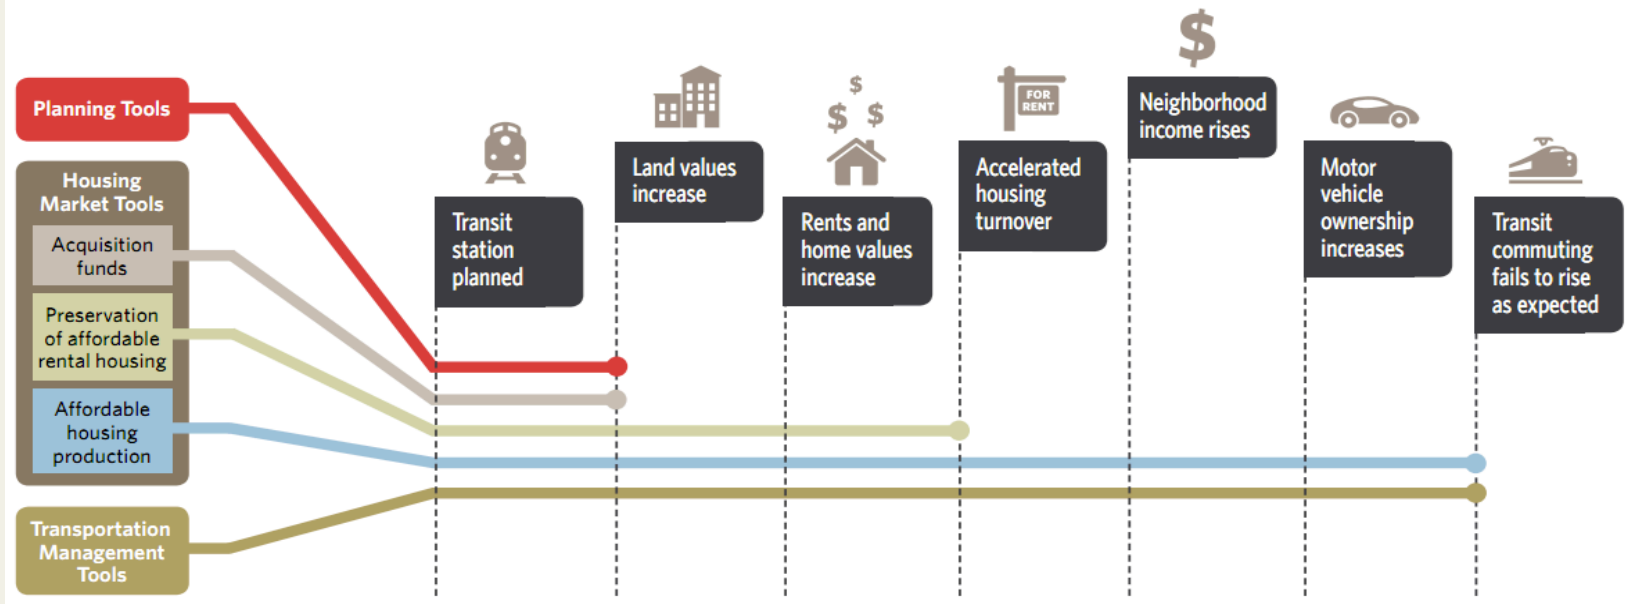 Planning Tools
Housing
Market Tools
Acquisition
funds
Preservation
of affordable
rental housing
Affordable
housing
production
Transportation
Management
Tools
Transit
station
planned
Land values
increase
$
$ $
Rents and
home values
increase
FOR
RENT
Accelerated
housing
turnover
$
Neighborhood
income rises
Motor
vehicle
ownership
increases
Transit
commuting
fails to rise
as expected